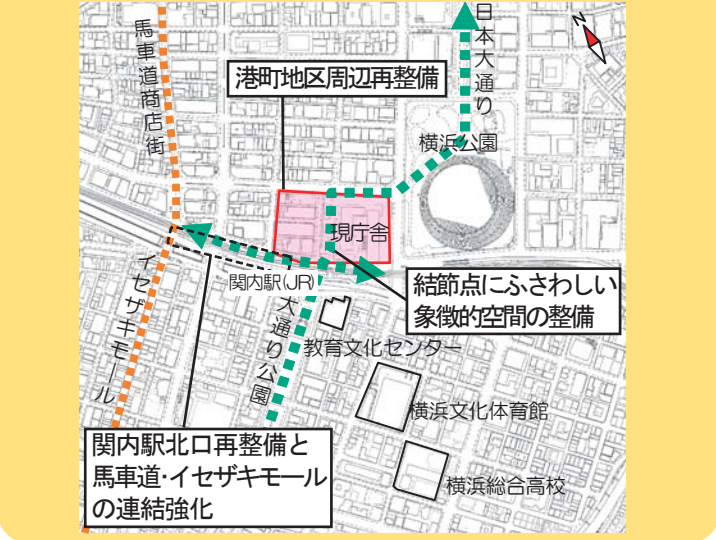 馬車道商店街
日本大通り
港町地区周辺再整備
横浜公園
現庁舎
関内駅(JR)
結節点にふさわしい
象徴的空間の整備
イセザキモール
大通り公園
教育文化センター
横浜文化体育館
関内駅北口再整備と
馬車道・イセザキモール
の連結強化
横浜総合高校
N